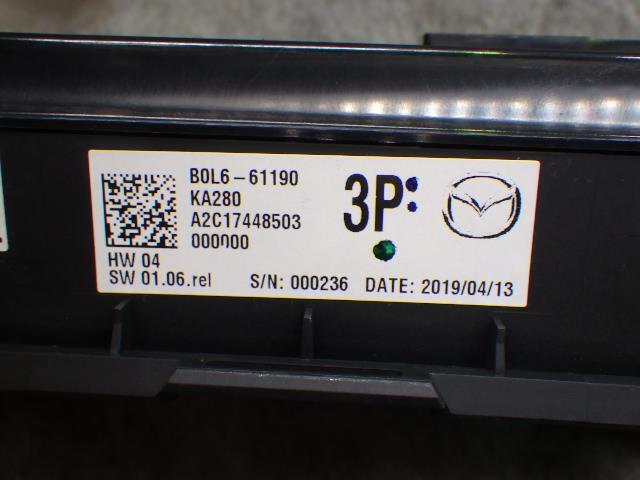 B0L6-61190
KA280
A2C17448503
000000
3P:
HW 04
SW 01.06.rel
S/N: 000236 DATE: 2019/04/13